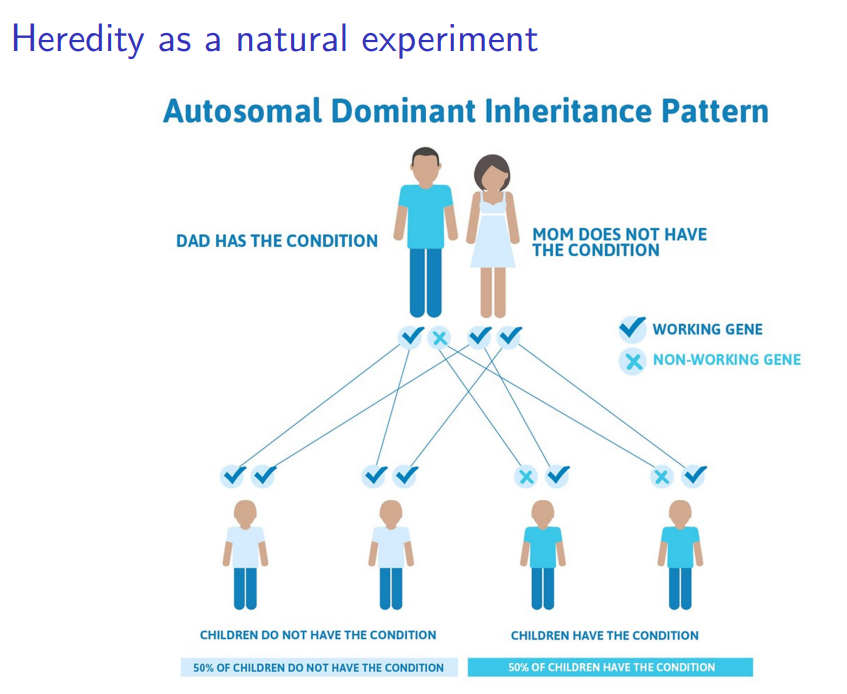 Heredity as a natural experiment
Autosomal Dominant Inheritance Pattern
DAD HAS THE CONDITION
MOM DOES NOT HAVE
THE CONDITION
WORKING GENE
NON-WORKING GENE
CHILDREN DO NOT HAVE THE CONDITION
CHILDREN HAVE THE CONDITION
50% OF CHILDREN DO NOT HAVE THE CONDITION
50% OF CHILDREN HAVE THE CONDITION